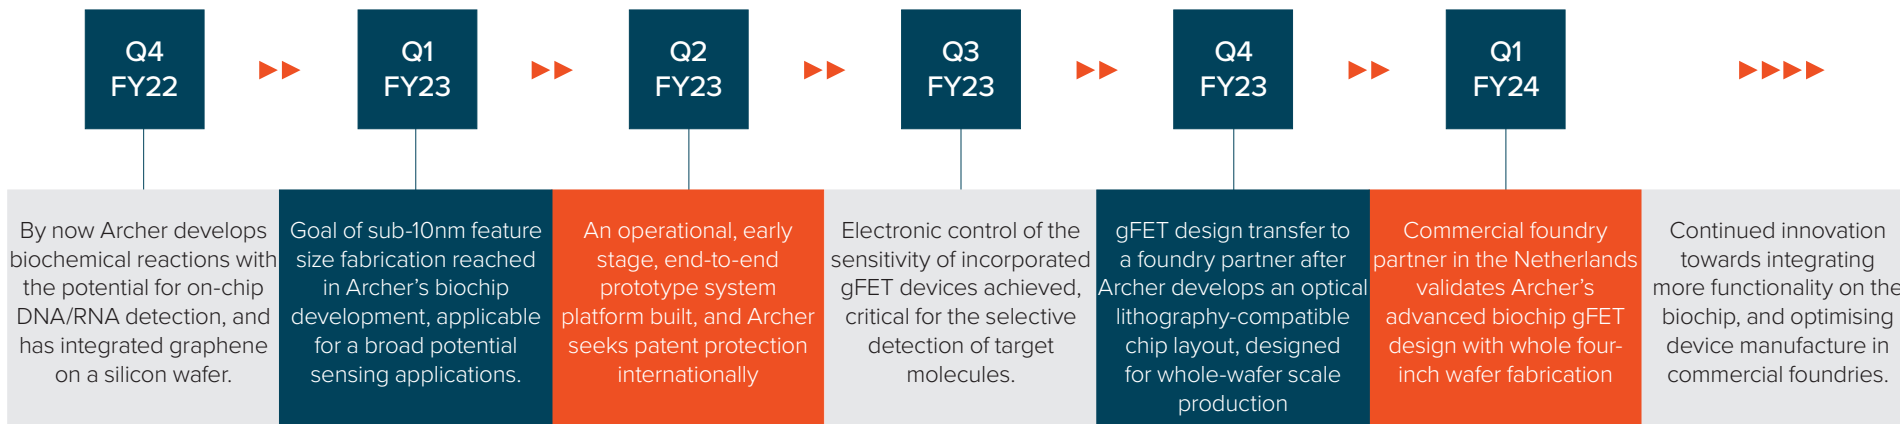 Q4
FY22
Q1
FY23
Q2
FY23
Q3
FY23
Q4
FY23
Q1
FY24
By now Archer develops
biochemical reactions with
the potential for on-chip
DNA/RNA detection, and
has integrated graphene
on a silicon wafer.
Goal of sub-10nm feature
size fabrication reached
in Archer's biochip
development, applicable
for a broad potential
sensing applications.
An operational, early
stage, end-to-end
prototype system
platform built, and Archer
seeks patent protection
internationally
Electronic control of the
sensitivity of incorporated
gFET devices achieved,
critical for the selective
detection of target
molecules.
gFET design transfer to
a foundry partner after
Archer develops an optical
lithography-compatible
chip layout, designed
for whole-wafer scale
production
Commercial foundry
partner in the Netherlands
validates Archer's
advanced biochip gFET
design with whole four-
inch wafer fabrication
Continued innovation
towards integrating
more functionality on the
biochip, and optimising
device manufacture in
commercial foundries.